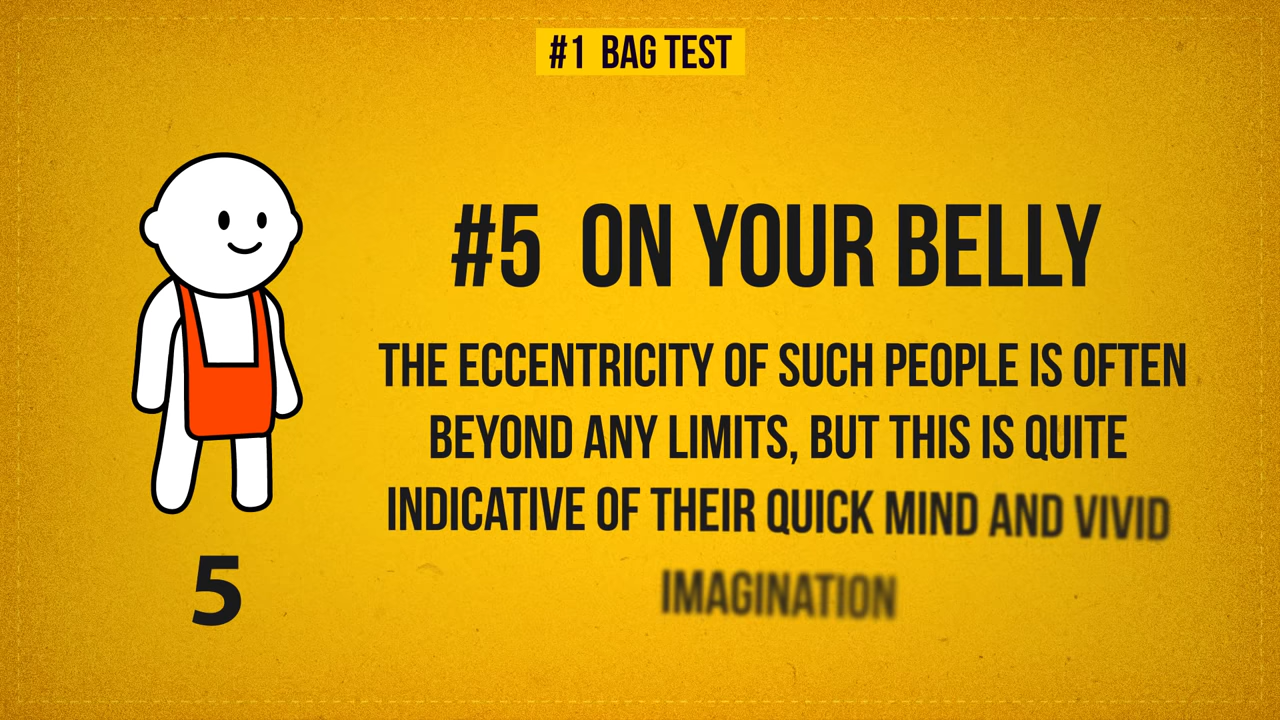 #1 BAG TEST
#5 ON YOUR BELLY
THE ECCENTRICITY OF SUCH PEOPLE IS OFTEN
BEYOND ANY LIMITS, BUT THIS IS QUITE
INDICATIVE OF THEIR QUICK MIND AND VIVID
IMAGINATION
5